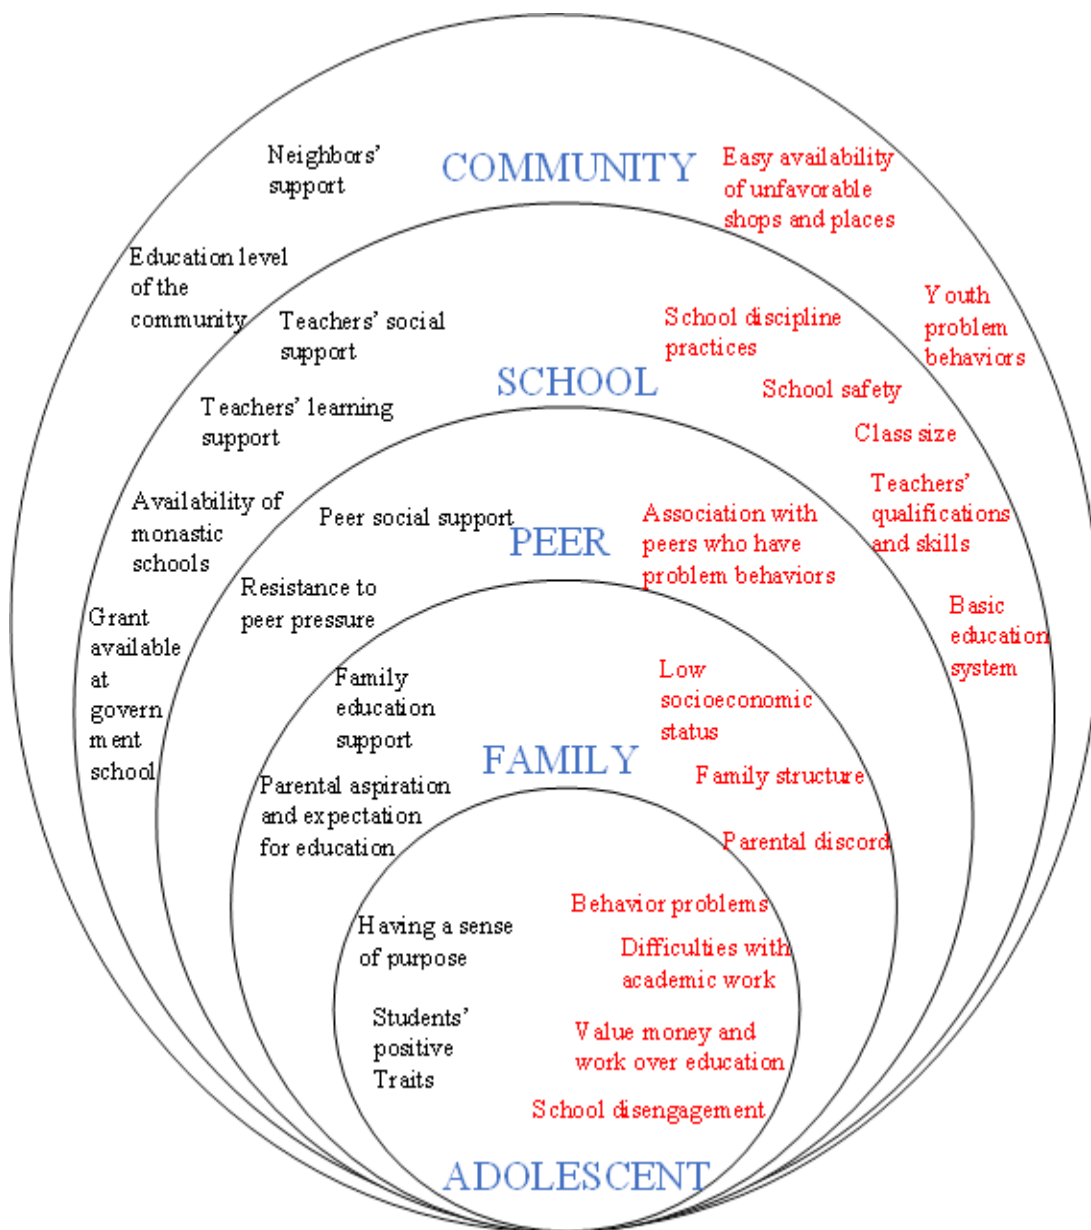 Neighbors’
support
COMMUNITY
Easy availability
of unfavorable
shops and places
Education level
of the
community
Youth
problem
behaviors
Teachers’ social
support
School discipline
practices
SCHOOL
School safety
Teachers’ learning
support
Class size
Availability of
monastic
schools
Teachers’
qualifications
and skills
Peer social support
PEER
Association with
peers who have
problem behaviors
Resistance to
peer pressure
Grant
available
at
govern
ment
school
Basic
education
system
Family
education
support
Low
socioeconomic
status
FAMILY
Family structure
Parental aspiration
and expectation
for education
Parental discord
Behavior problems
Having a sense
of purpose
Difficulties with
academic work
Students’
positive
Traits
Value money and
work over education
School disengagement
ADOLESCENT